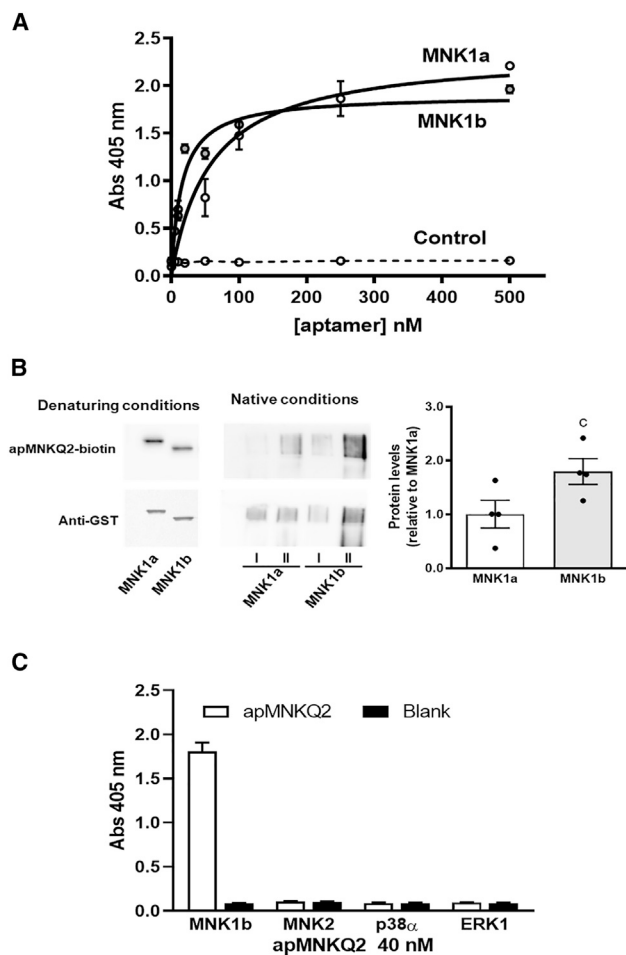 A
2.5
2.0
1.5
1.0
0.5
0.0
Abs 405 nm
MNK1a
MNK1b
Control
0 100 200 300 400 500
[aptamer] nM
B
Denaturing conditions
Native conditions
apMNKQ2-biotin
Anti-GST
MNK1a
MNK1b
I II I II
MNK1a
MNK1b
3.0
2.0
1.0
0.0
Protein levels
(relative to MNK1a)
C
MNK1a MNK1b
C
2.5
2.0
1.5
1.0
0.5
0.0
Abs 405 nm
apMNKQ2 Blank
MNK1b MNK2 p38α ERK1
apMNKQ2 40 nM